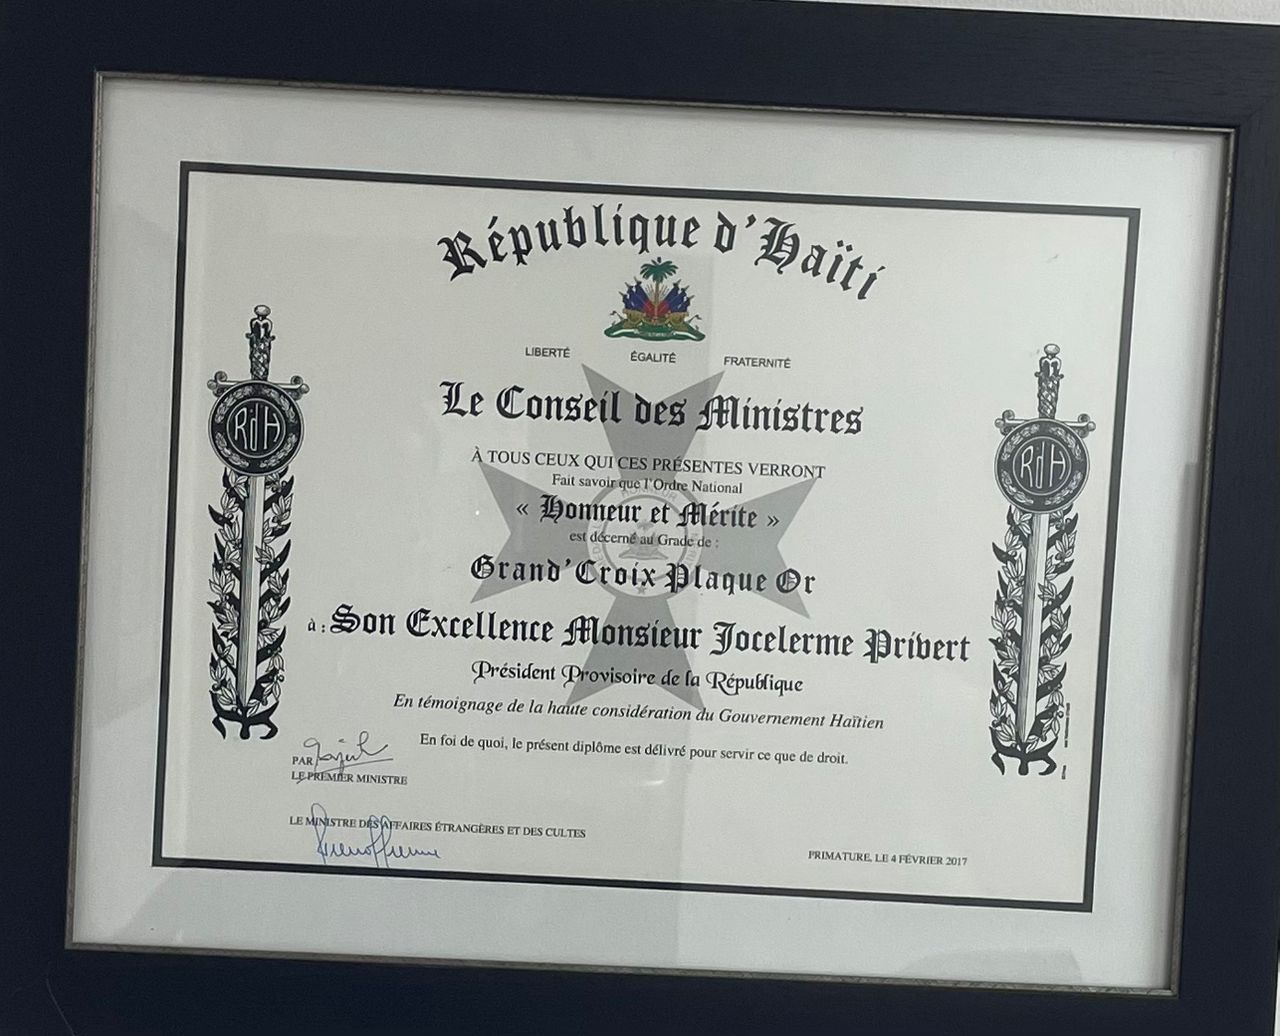 République d'Haïti
LIBERTÉ ÉGALITÉ FRATERNITÉ
Le Conseil des Ministres
À TOUS CEUX QUI CES PRÉSENTES VERRONT
Fait savoir que l'Ordre National
« Honneur et Mérite »
est décerné au Grade de :
Grand'Croix Plaque Or
à : Son Excellence Monsieur Jocelerme Privert
Président Provisoire de la République
En témoignage de la haute considération du Gouvernement Haïtien
En foi de quoi, le présent diplôme est délivré pour servir ce que de droit.
PAR
LE PREMIER MINISTRE
LE MINISTRE DES AFFAIRES ÉTRANGÈRES ET DES CULTES
PRIMATURE, LE 4 FÉVRIER 2017
RdH
RdH
HONNEUR